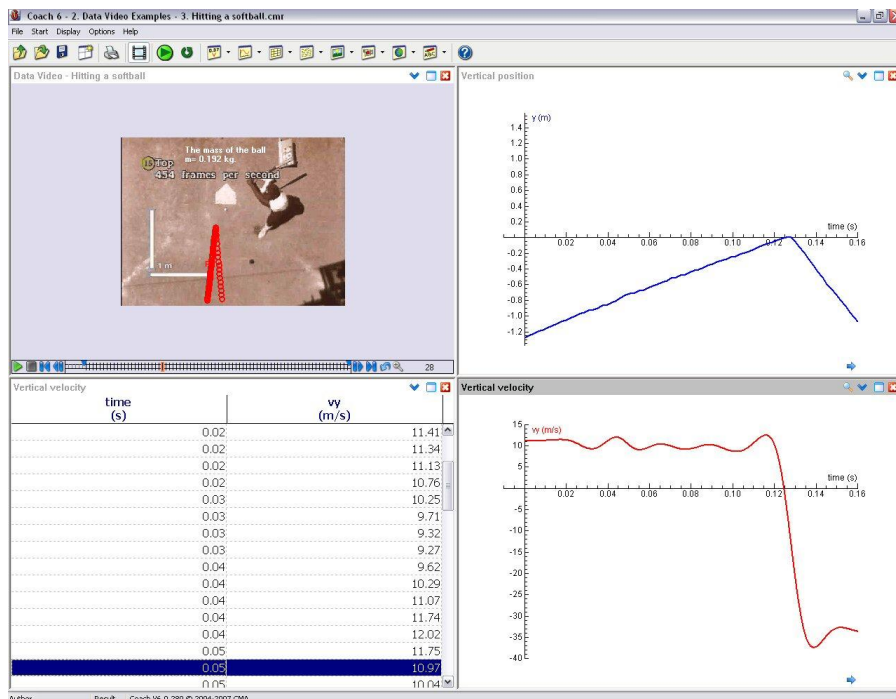 Coach 6 - 2. Data Video Examples - 3. Hitting a softball.cmr
File Start Display Options Help
Data Video - Hitting a softball
The mass of the ball
m= 0.192 kg.
15 Top
454 frames per second
1 m
28
Vertical position
y (m)
1.4
1.2
1.0
0.8
0.6
0.4
0.2
time (s)
0.02 0.04 0.06 0.08 0.10 0.12 0.14 0.16
-0.2
-0.4
-0.6
-0.8
-1.0
-1.2
Vertical velocity
time vy
(s) (m/s)
0.02 11.41
0.02 11.34
0.02 11.13
0.02 10.76
0.03 10.25
0.03 9.71
0.03 9.32
0.03 9.27
0.04 9.62
0.04 10.29
0.04 11.07
0.04 11.74
0.04 12.02
0.05 11.75
0.05 10.97
0.05 10.04
Vertical velocity
vy (m/s)
15
10
5
time (s)
0.02 0.04 0.06 0.08 0.10 0.12 0.14 0.16
-5
-10
-15
-20
-25
-30
-35
-40
Author Result Coach V6.0.280 © 2004-2007 CMA